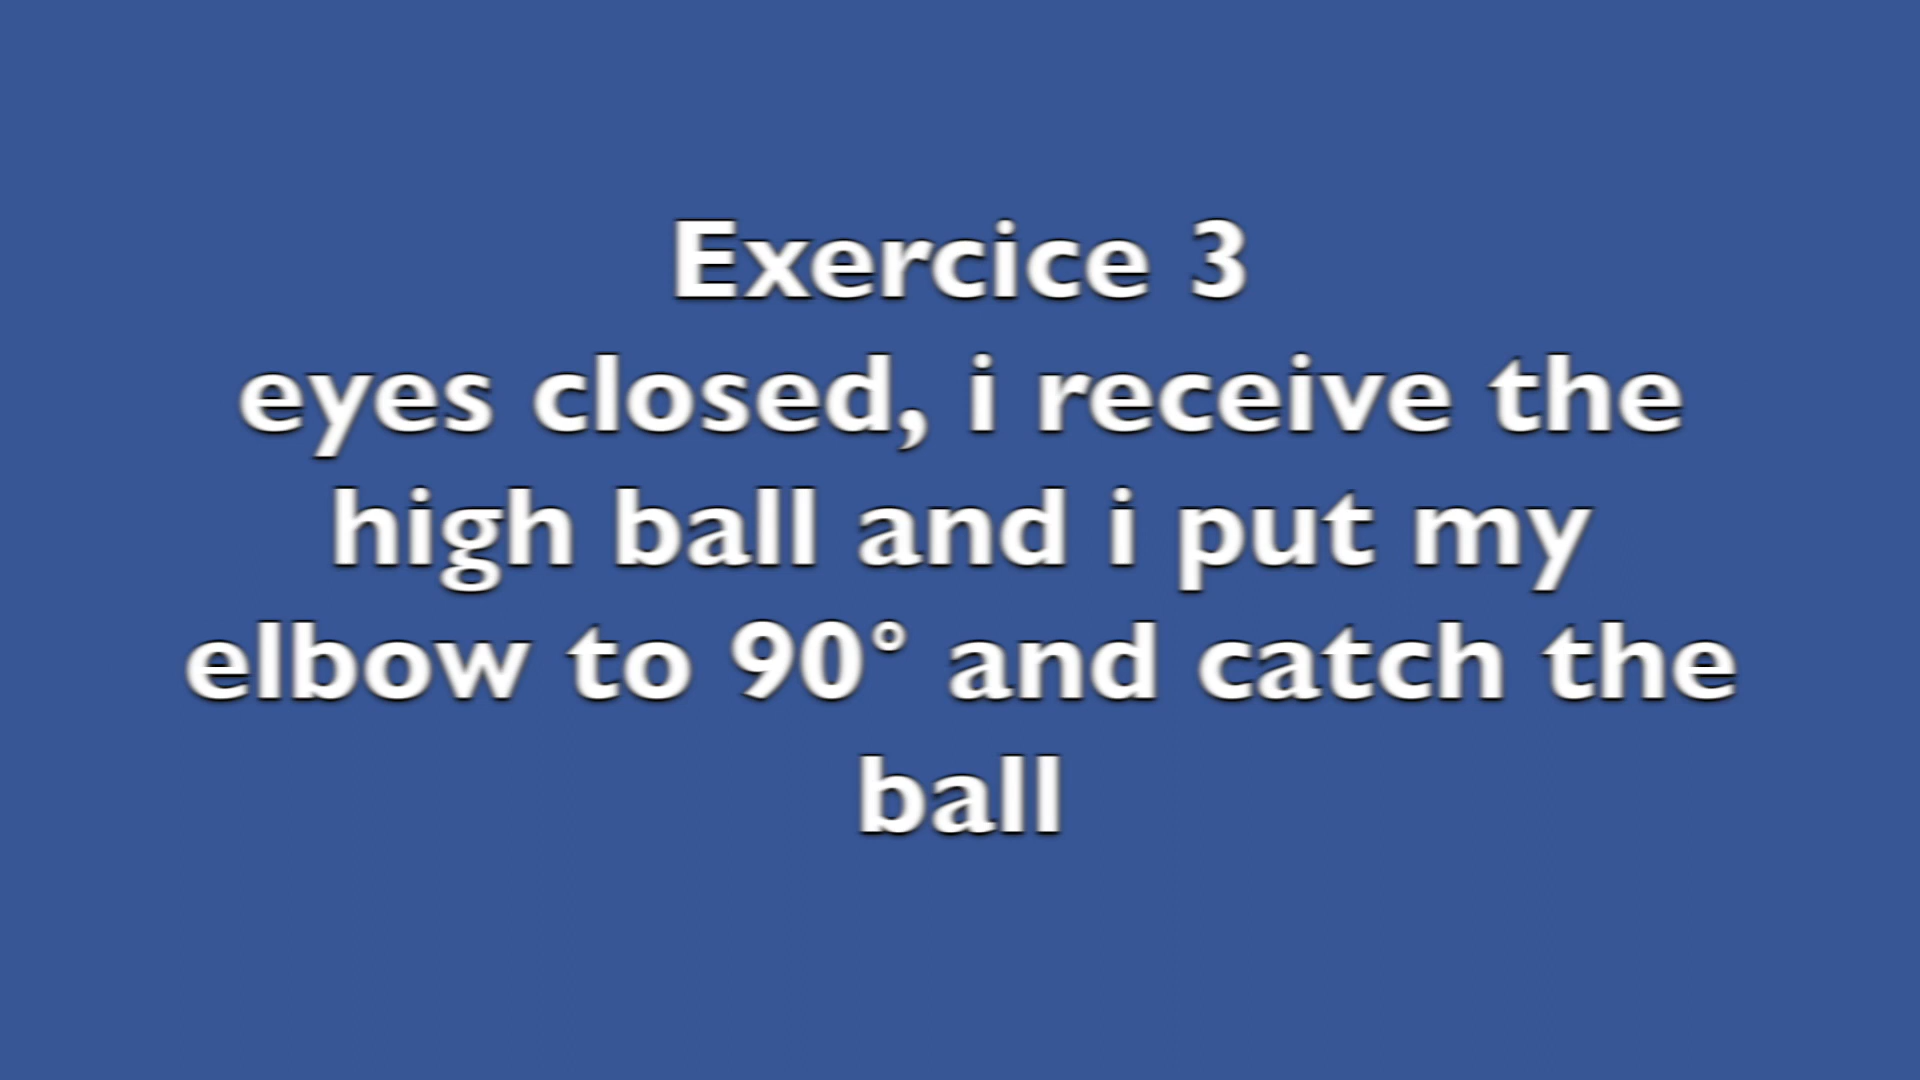 Exercice 3
eyes closed, i receive the
high ball and i put my
elbow to 90° and catch the
ball